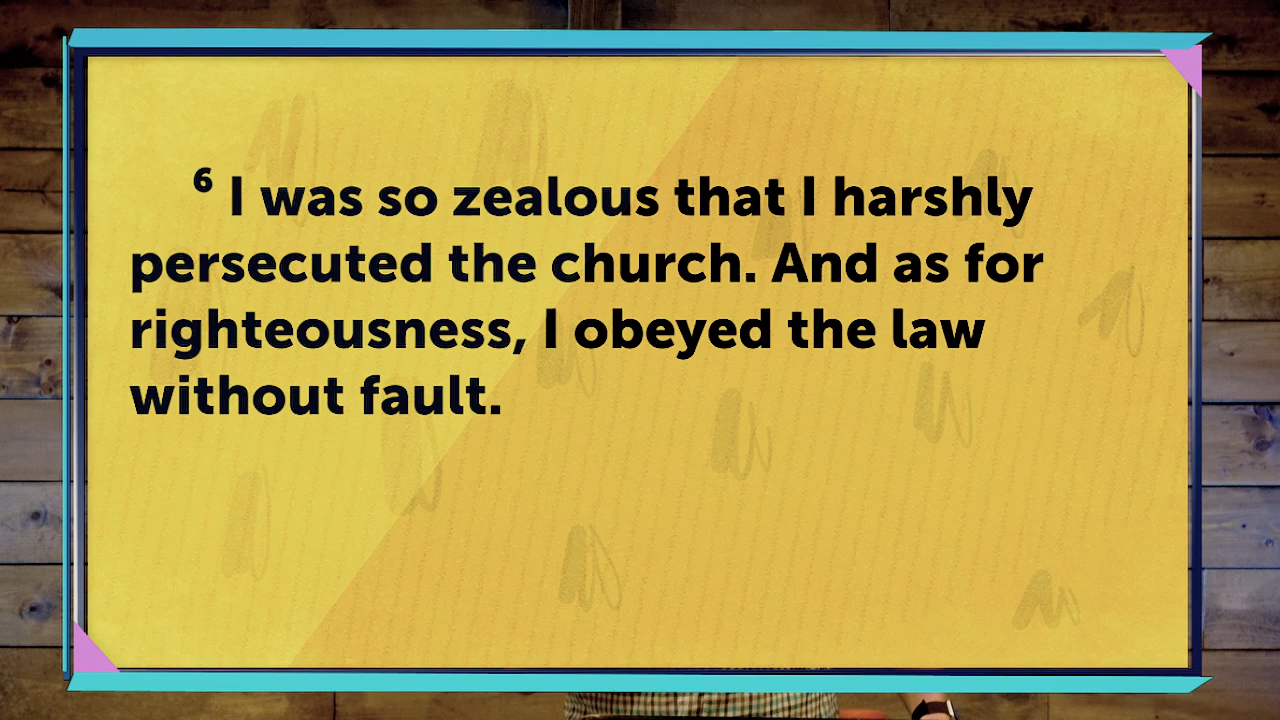 ⁶ I was so zealous that I harshly
persecuted the church. And as for
righteousness, I obeyed the law
without fault.